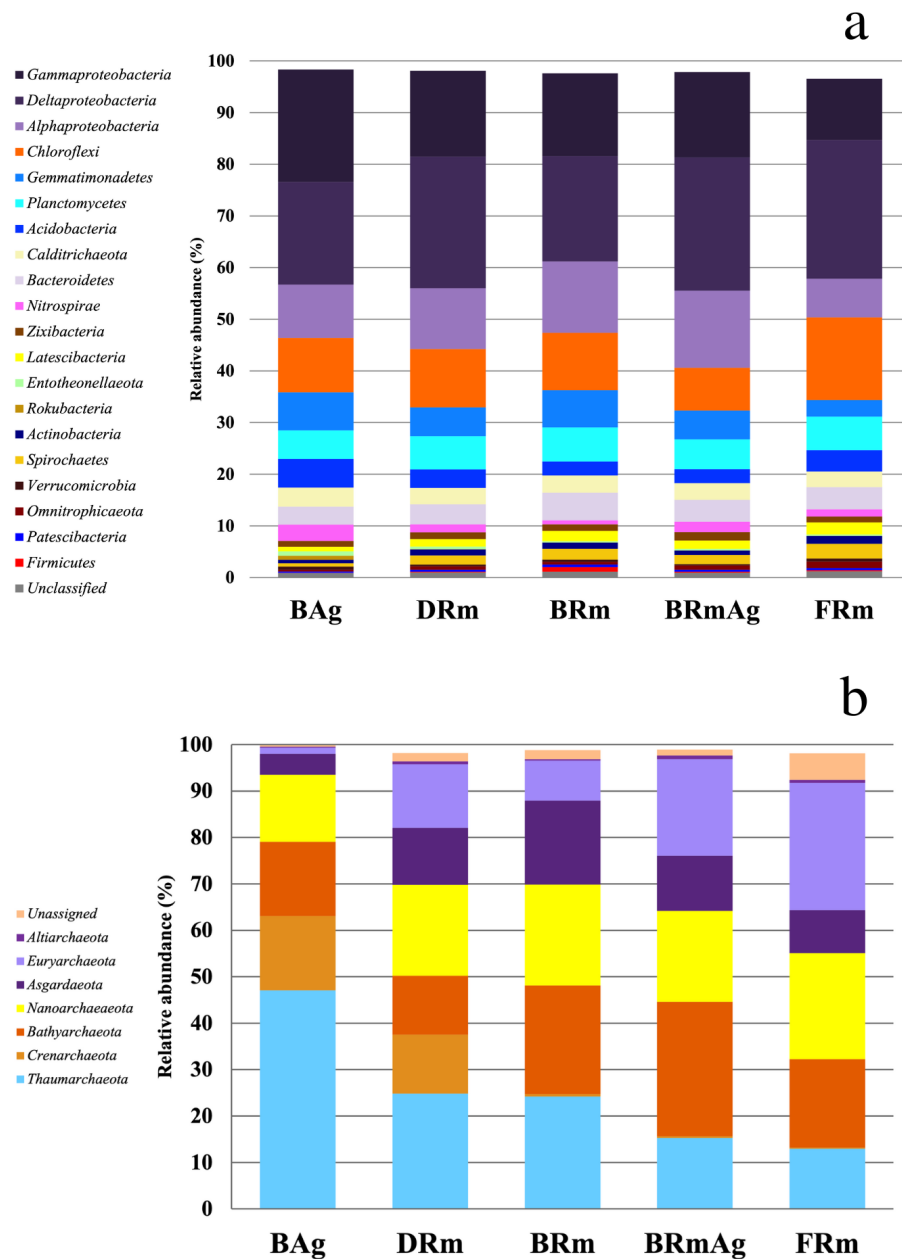 a
Gammaproteobacteria
Deltaproteobacteria
Alphaproteobacteria
Chloroflexi
Gemmatimonadetes
Planctomycetes
Acidobacteria
Calditrichaeota
Bacteroidetes
Nitrospirae
Zixibacteria
Latescibacteria
Entotheonellaeota
Rokubacteria
Actinobacteria
Spirochaetes
Verrucomicrobia
Omnitrophicaeota
Patescibacteria
Firmicutes
Unclassified
Relative abundance (%)
100
90
80
70
60
50
40
30
20
10
0
BAg DRm BRm BRmAg FRm
b
Unassigned
Altiarchaeota
Euryarchaeota
Asgardaeota
Nanoarchaeaeota
Bathyarchaeota
Crenarchaeota
Thaumarchaeota
Relative abundance (%)
100
90
80
70
60
50
40
30
20
10
0
BAg DRm BRm BRmAg FRm